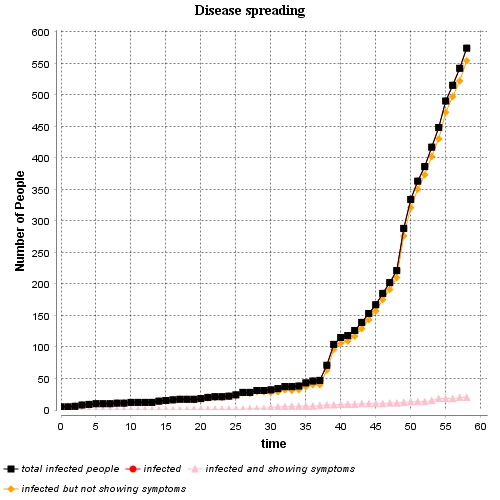 Disease spreading
600
550
500
450
400
350
300
250
200
150
100
50
0
Number of People
0 5 10 15 20 25 30 35 40 45 50 55 60
time
total infected people infected infected and showing symptoms
infected but not showing symptoms